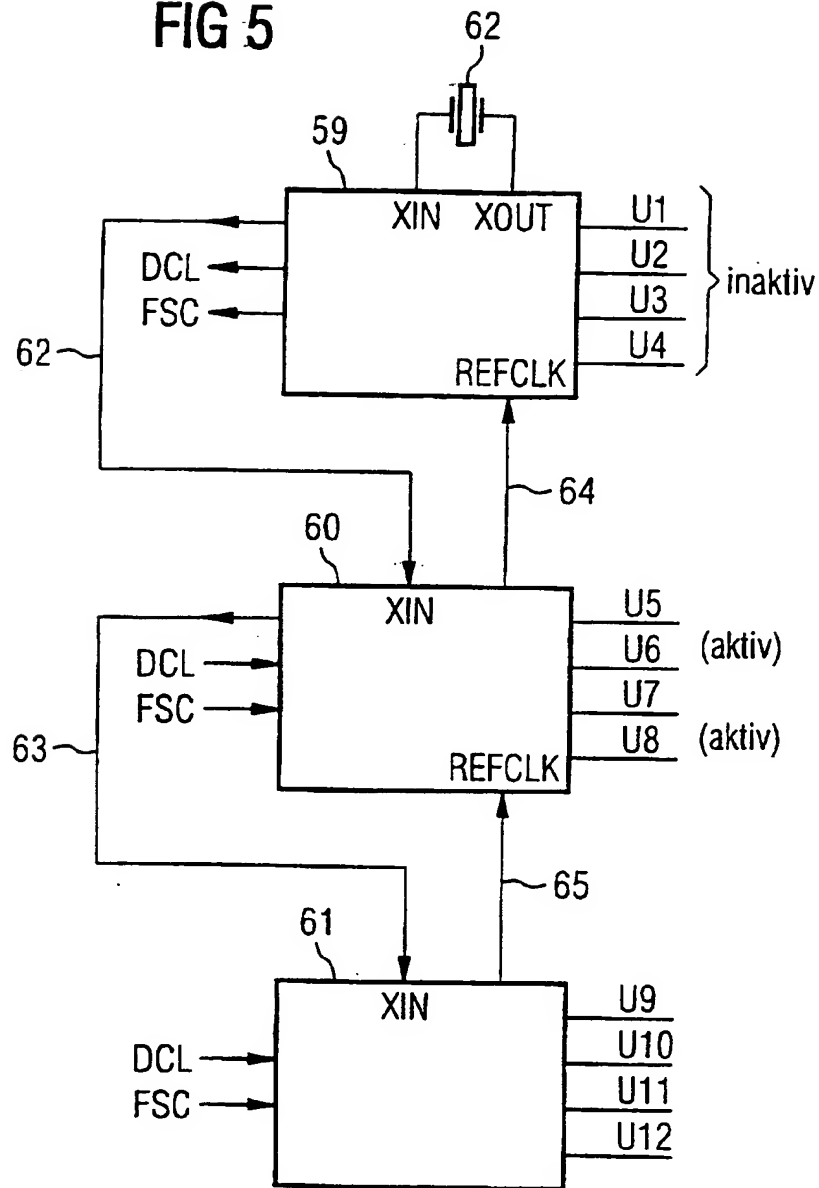 FIG 5
62
59
XIN XOUT
U1
DCL
U2
inaktiv
FSC
U3
62
U4
REFCLK
64
60
XIN
U5
DCL
U6 (aktiv)
FSC
U7
63
U8 (aktiv)
REFCLK
65
61
XIN
U9
DCL
U10
FSC
U11
U12